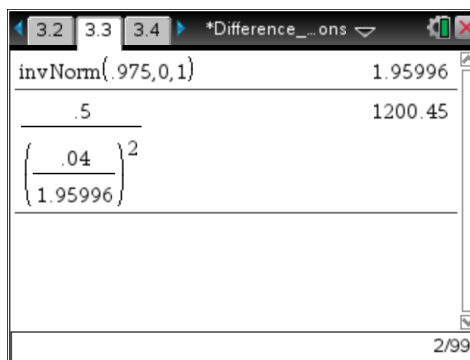 3.2 3.3 3.4 *Difference_...ons
invNorm(.975,0,1) 1.95996
.5 1200.45
(.04
1.95996)2
2/99